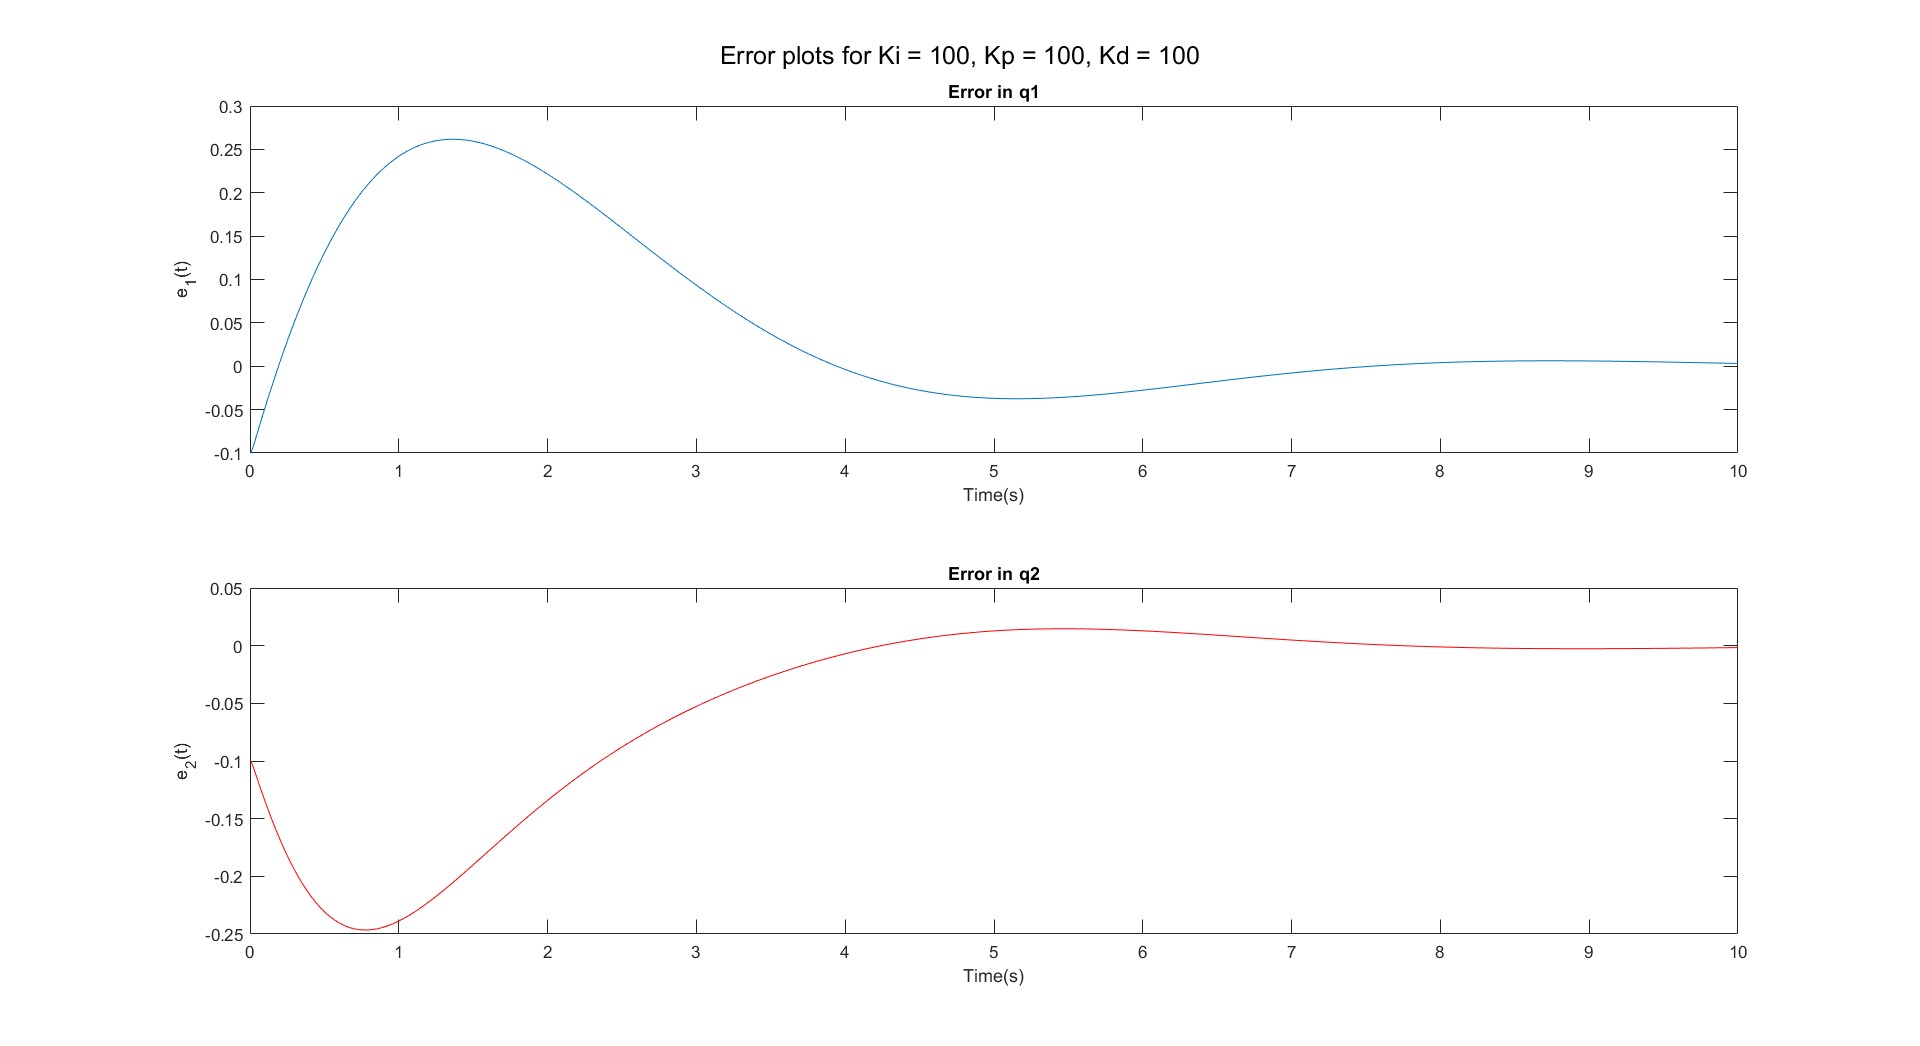 Error plots for Ki = 100, Kp = 100, Kd = 100
Error in q1
0.3
0.25
0.2
0.15
0.1
0.05
0
-0.05
-0.1
e1(t)
0 1 2 3 4 5 6 7 8 9 10
Time(s)
Error in q2
0.05
0
-0.05
-0.1
-0.15
-0.2
-0.25
e2(t)
0 1 2 3 4 5 6 7 8 9 10
Time(s)